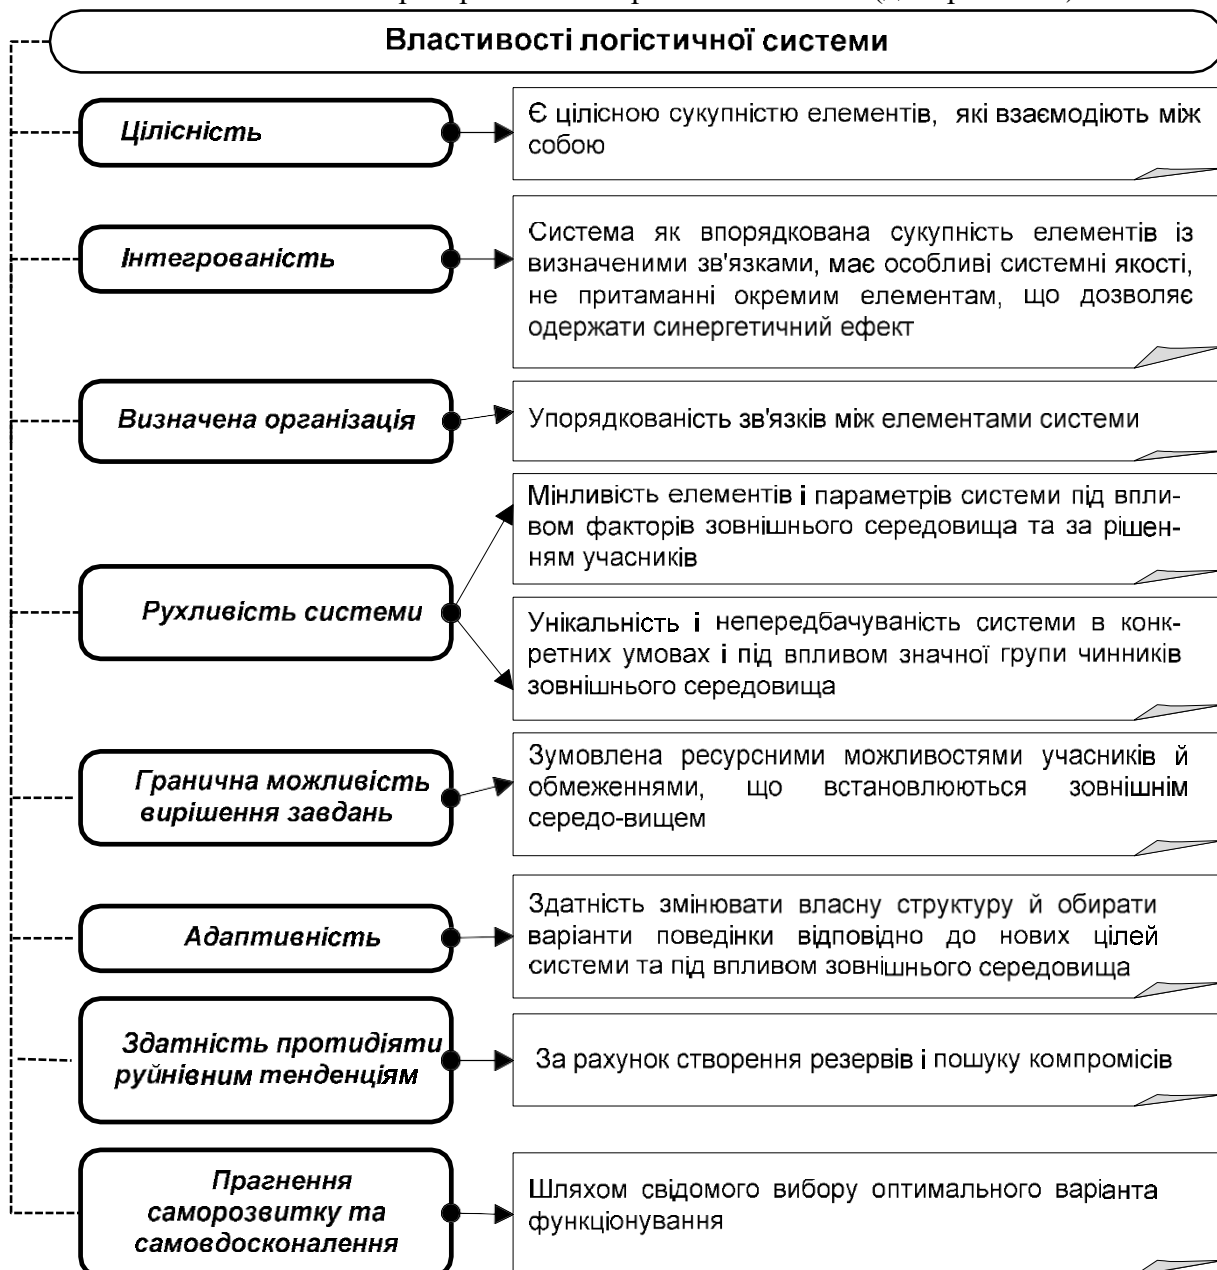 Властивості логістичної системи
Цілісність
Є цілісною сукупністю елементів, які взаємодіють між
собою
Інтегрованість
Система як впорядкована сукупність елементів із
визначеними зв'язками, має особливі системні якості,
не притаманні окремим елементам, що дозволяє
одержати синергетичний ефект
Визначена організація
Упорядкованість зв'язків між елементами системи
Рухливість системи
Мінливість елементів і параметрів системи під впли-
вом факторів зовнішнього середовища та за рішен-
ням учасників
Унікальність і непередбачуваність системи в конк-
ретних умовах і під впливом значної групи чинників
зовнішнього середовища
Гранична можливість
вирішення завдань
Зумовлена ресурсними можливостями учасників й
обмеженнями, що встановлюються зовнішнім
середо-вищем
Адаптивність
Здатність змінювати власну структуру й обирати
варіанти поведінки відповідно до нових цілей
системи та під впливом зовнішнього середовища
Здатність протидіяти
руйнівним тенденціям
За рахунок створення резервів і пошуку компромісів
Прагнення
саморозвитку та
самовдосконалення
Шляхом свідомого вибору оптимального варіанта
функціонування